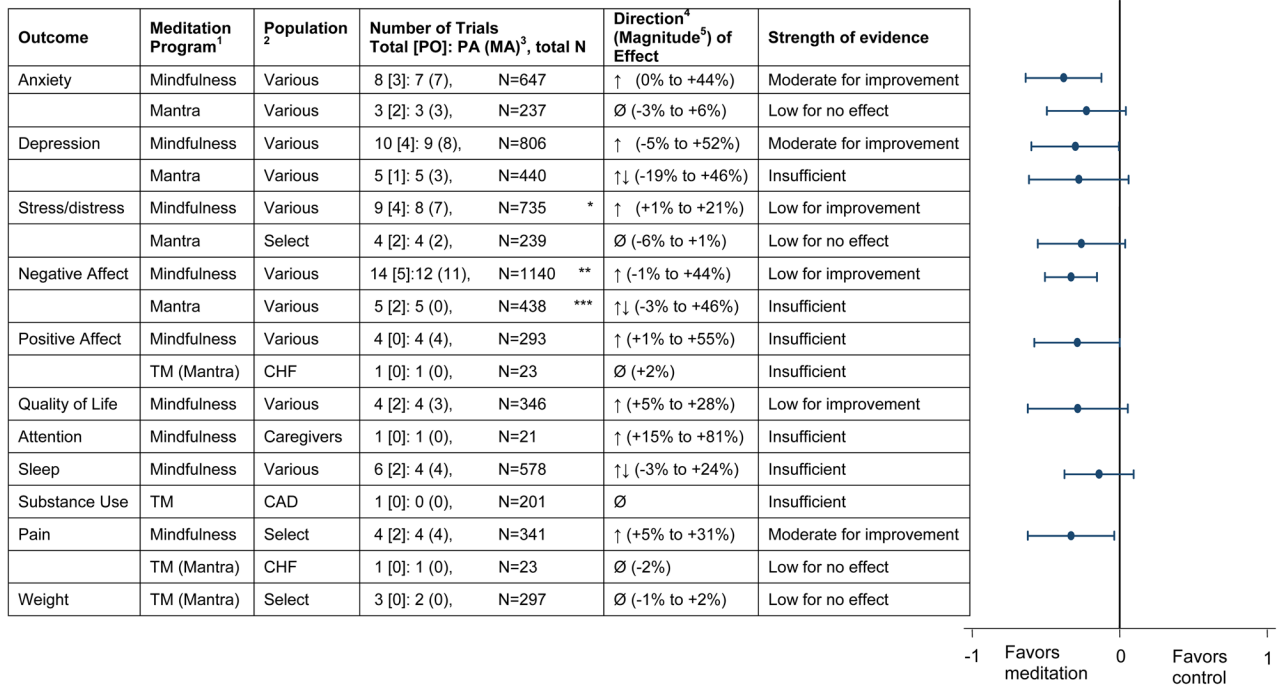 Outcome Meditation Program1 Population 2 Number of Trials Total [PO]: PA (MA)3, total N Direction4 (Magnitude5) of Effect Strength of evidence
Anxiety Mindfulness Various 8 [3]: 7 (7), N=647 ↑ (0% to +44%) Moderate for improvement
Mantra Various 3 [2]: 3 (3), N=237 Ø (-3% to +6%) Low for no effect
Depression Mindfulness Various 10 [4]: 9 (8), N=806 ↑ (-5% to +52%) Moderate for improvement
Mantra Various 5 [1]: 5 (3), N=440 ↑↓ (-19% to +46%) Insufficient
Stress/distress Mindfulness Various 9 [4]: 8 (7), N=735 * ↑ (+1% to +21%) Low for improvement
Mantra Select 4 [2]: 4 (2), N=239 Ø (-6% to +1%) Low for no effect
Negative Affect Mindfulness Various 14 [5]:12 (11), N=1140 ** ↑ (-1% to +44%) Low for improvement
Mantra Various 5 [2]: 5 (0), N=438 *** ↑↓ (-3% to +46%) Insufficient
Positive Affect Mindfulness Various 4 [0]: 4 (4), N=293 ↑ (+1% to +55%) Insufficient
TM (Mantra) CHF 1 [0]: 1 (0), N=23 Ø (+2%) Insufficient
Quality of Life Mindfulness Various 4 [2]: 4 (3), N=346 ↑ (+5% to +28%) Low for improvement
Attention Mindfulness Caregivers 1 [0]: 1 (0), N=21 ↑ (+15% to +81%) Insufficient
Sleep Mindfulness Various 6 [2]: 4 (4), N=578 ↑↓ (-3% to +24%) Insufficient
Substance Use TM CAD 1 [0]: 0 (0), N=201 Ø Insufficient
Pain Mindfulness Select 4 [2]: 4 (4), N=341 ↑ (+5% to +31%) Moderate for improvement
TM (Mantra) CHF 1 [0]: 1 (0), N=23 Ø (-2%) Low for no effect
Weight TM (Mantra) Select 3 [0]: 2 (0), N=297 Ø (-1% to +2%) Low for no effect
-1 Favors meditation 0 Favors control 1